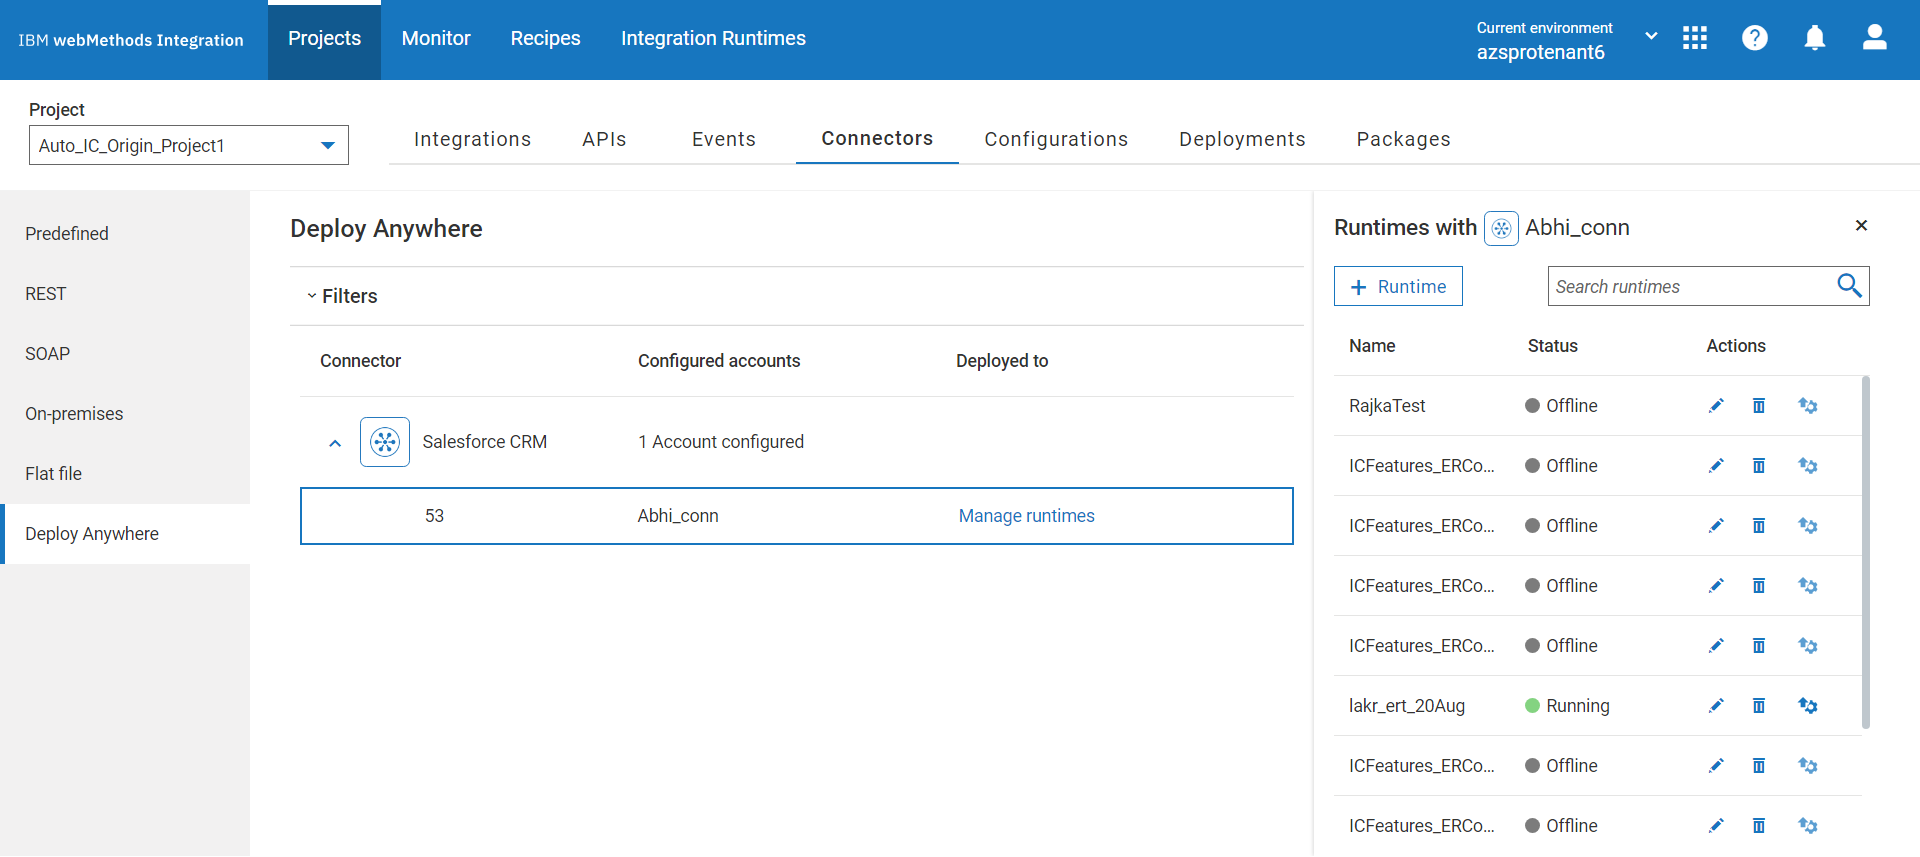 IBM webMethods Integration
Projects
Monitor
Recipes
Integration Runtimes
Current environment
azsprotenant6
Project
Auto_IC_Origin_Project1
Integrations
APIs
Events
Connectors
Configurations
Deployments
Packages
Predefined
REST
SOAP
On-premises
Flat file
Deploy Anywhere
Deploy Anywhere
Filters
Connector Configured accounts Deployed to
Salesforce CRM 1 Account configured
53 Abhi_conn Manage runtimes
Runtimes with Abhi_conn
+ Runtime
Search runtimes
Name Status Actions
RajkaTest Offline
ICFeatures_ERCo... Offline
ICFeatures_ERCo... Offline
ICFeatures_ERCo... Offline
ICFeatures_ERCo... Offline
lakr_ert_20Aug Running
ICFeatures_ERCo... Offline
ICFeatures_ERCo... Offline